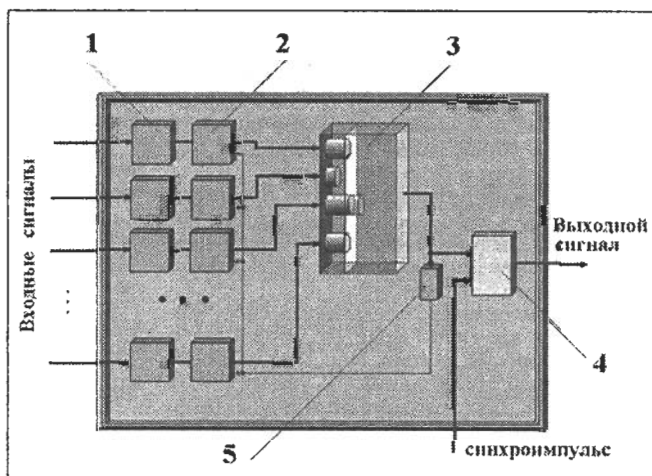 1
2
3
Входные сигналы
. . .
• • •
Выходной
сигнал
4
5
синхроимпульс